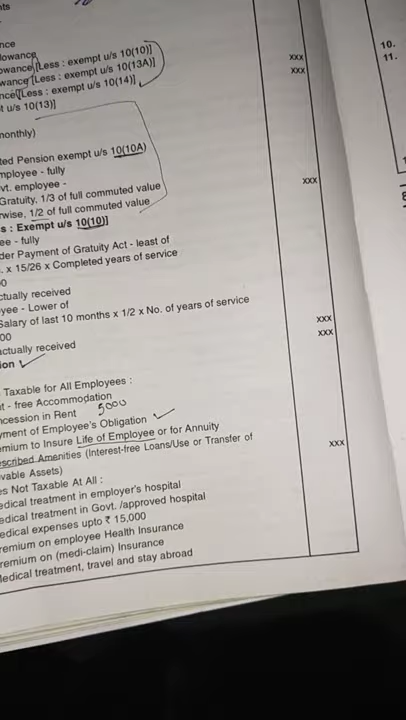 nts
nce
lowance
owance [Less : exempt u/s 10(10)]
wance [Less : exempt u/s 10(13A)] xxx
nce [Less : exempt u/s 10(14)] xxx
t u/s 10(13)]
monthly)
ted Pension exempt u/s 10(10A)
mployee - fully
vt. employee -
Gratuity, 1/3 of full commuted value xxx
rwise, 1/2 of full commuted value
s : Exempt u/s 10(10)]
ee - fully
der Payment of Gratuity Act - least of
. x 15/26 x Completed years of service
0
ctually received
yee - Lower of
Salary of last 10 months x 1/2 x No. of years of service
00 xxx
actually received xxx
ion
Taxable for All Employees :
t - free Accommodation
ncession in Rent 5000
yment of Employee's Obligation
emium to Insure Life of Employee or for Annuity
escribed Amenities (Interest-free Loans/Use or Transfer of xxx
vable Assets)
es Not Taxable At All :
edical treatment in employer's hospital
edical treatment in Govt. /approved hospital
edical expenses upto ₹ 15,000
remium on employee Health Insurance
remium on (medi-claim) Insurance
Medical treatment, travel and stay abroad
10.
11.